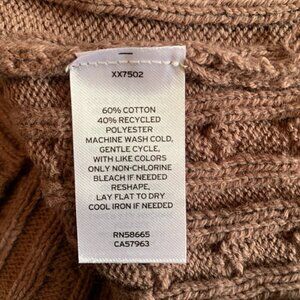 XX7502
60% COTTON
40% RECYCLED
POLYESTER
MACHINE WASH COLD,
GENTLE CYCLE,
WITH LIKE COLORS
ONLY NON-CHLORINE
BLEACH IF NEEDED
RESHAPE,
LAY FLAT TO DRY
COOL IRON IF NEEDED
RN58665
CA57963